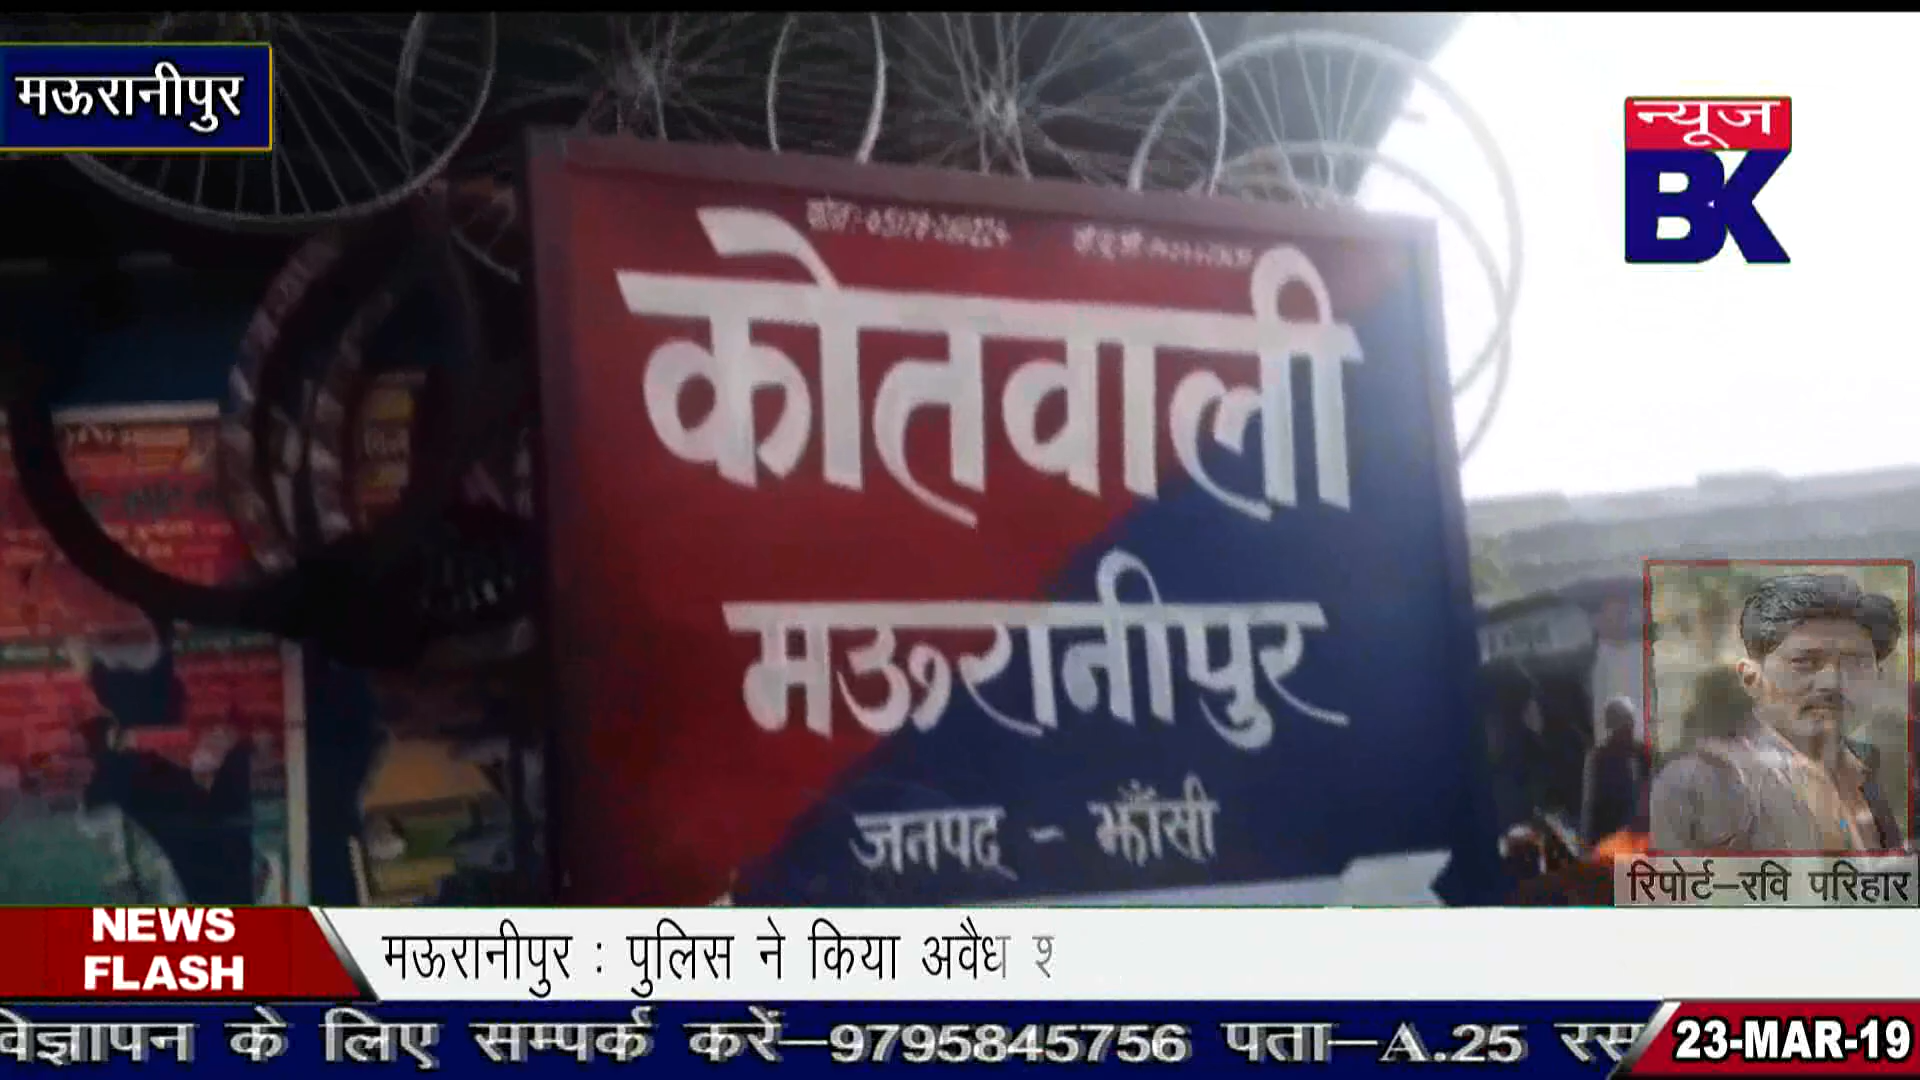 मऊरानीपुर
न्यूज
BK
कोतवाली
मऊरानीपुर
जनपद - झाँसी
रिपोर्ट-रवि परिहार
NEWS
FLASH
मऊरानीपुर : पुलिस ने किया अवैध
विज्ञापन के लिए सम्पर्क करें-9795845756 पता-A.25 रस
23-MAR-19